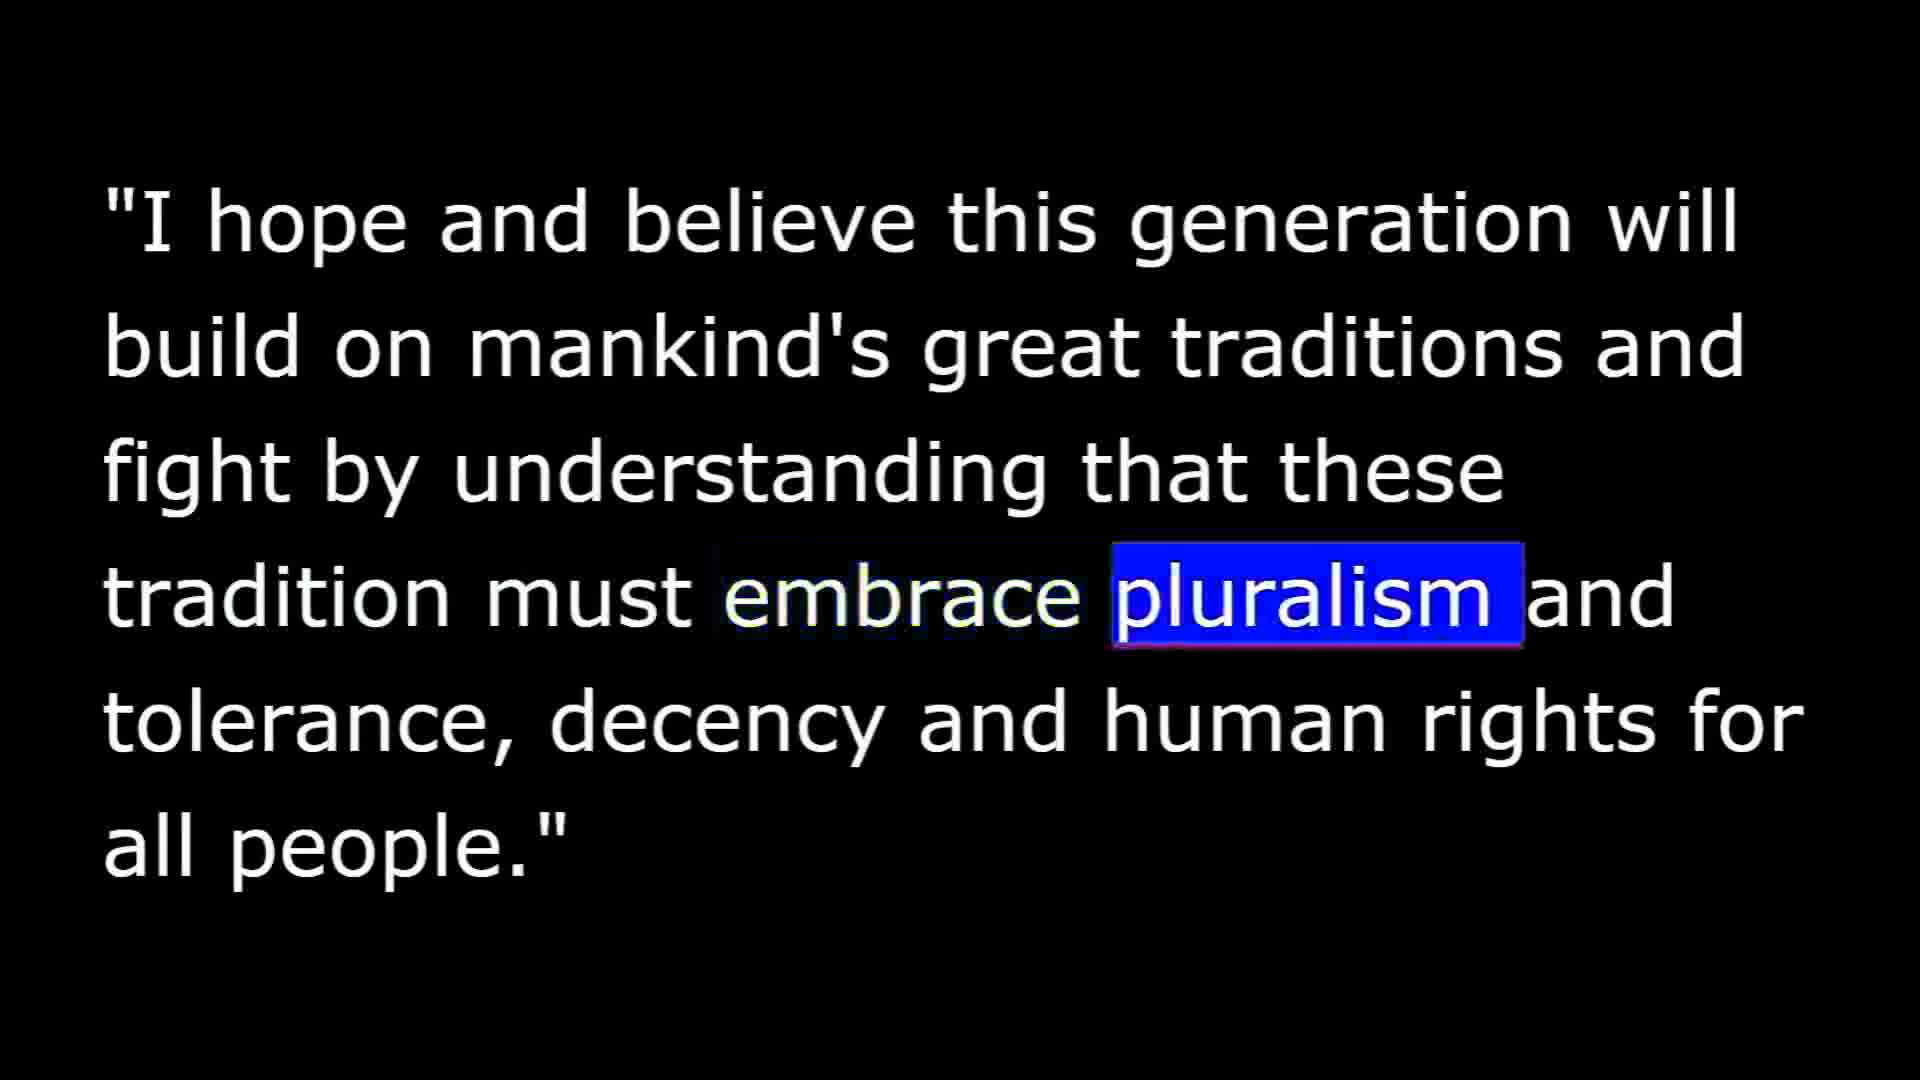 "I hope and believe this generation will
build on mankind's great traditions and
fight by understanding that these
tradition must embrace pluralism and
tolerance, decency and human rights for
all people."